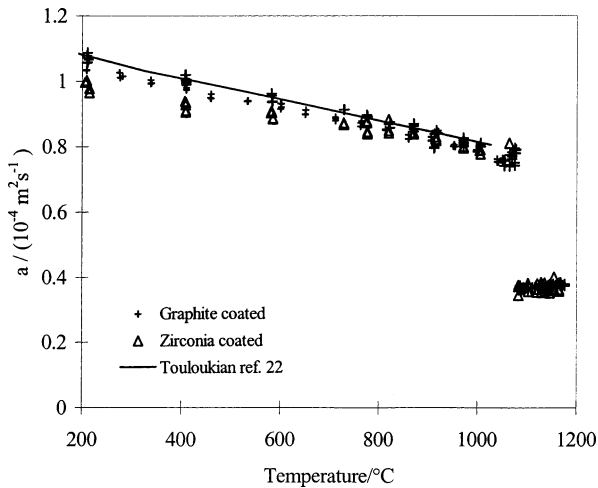 1.2
1
0.8
0.6
0.4
0.2
0
a / (10⁻⁴ m²s⁻¹)
+ Graphite coated
Δ Zirconia coated
Touloukian ref. 22
200 400 600 800 1000 1200
Temperature/°C